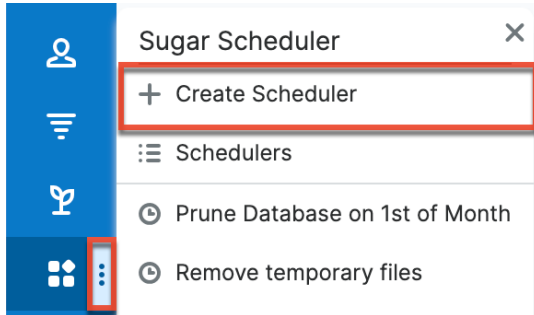 Sugar Scheduler
Create Scheduler
Schedulers
Prune Database on 1st of Month
Remove temporary files